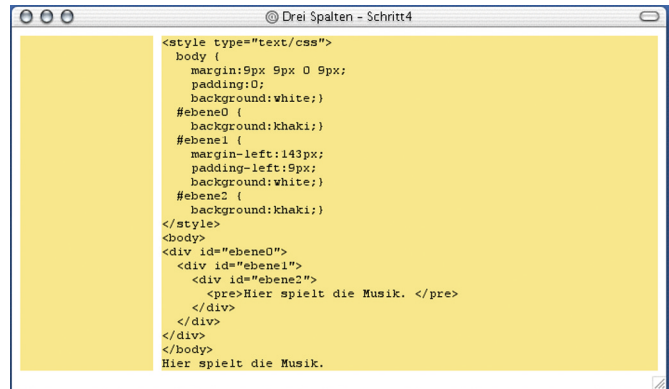 @ Drei Spalten - Schritt4
<style type="text/css">
  body {
    margin:9px 9px 0 9px;
    padding:0;
    background:white;}
  #ebene0 {
    background:khaki;}
  #ebene1 {
    margin-left:143px;
    padding-left:9px;
    background:white;}
  #ebene2 {
    background:khaki;}
</style>
<body>
<div id="ebene0">
  <div id="ebene1">
    <div id="ebene2">
      <pre>Hier spielt die Musik. </pre>
    </div>
  </div>
</div>
</body>
Hier spielt die Musik.